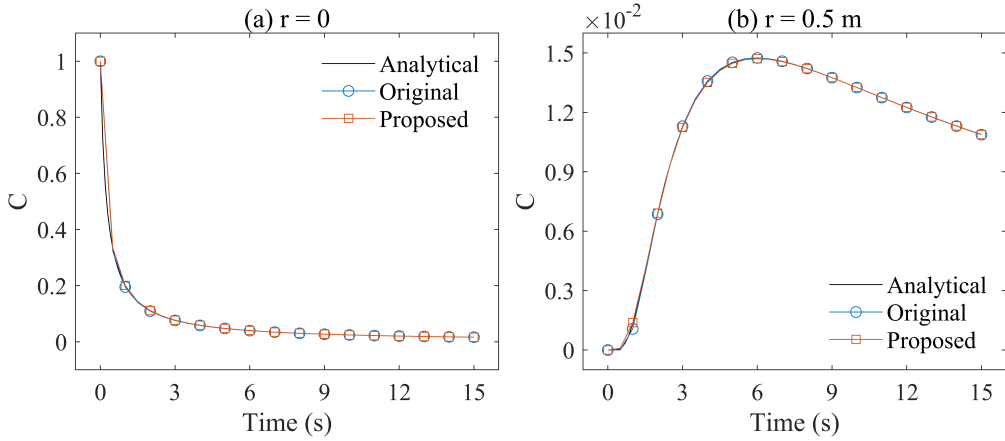 (a) r = 0
1
0.8
0.6
0.4
0.2
0
C
0 3 6 9 12 15
Time (s)
Analytical
Original
Proposed
×10-2
(b) r = 0.5 m
1.5
1.2
0.9
0.6
0.3
0
C
0 3 6 9 12 15
Time (s)
Analytical
Original
Proposed